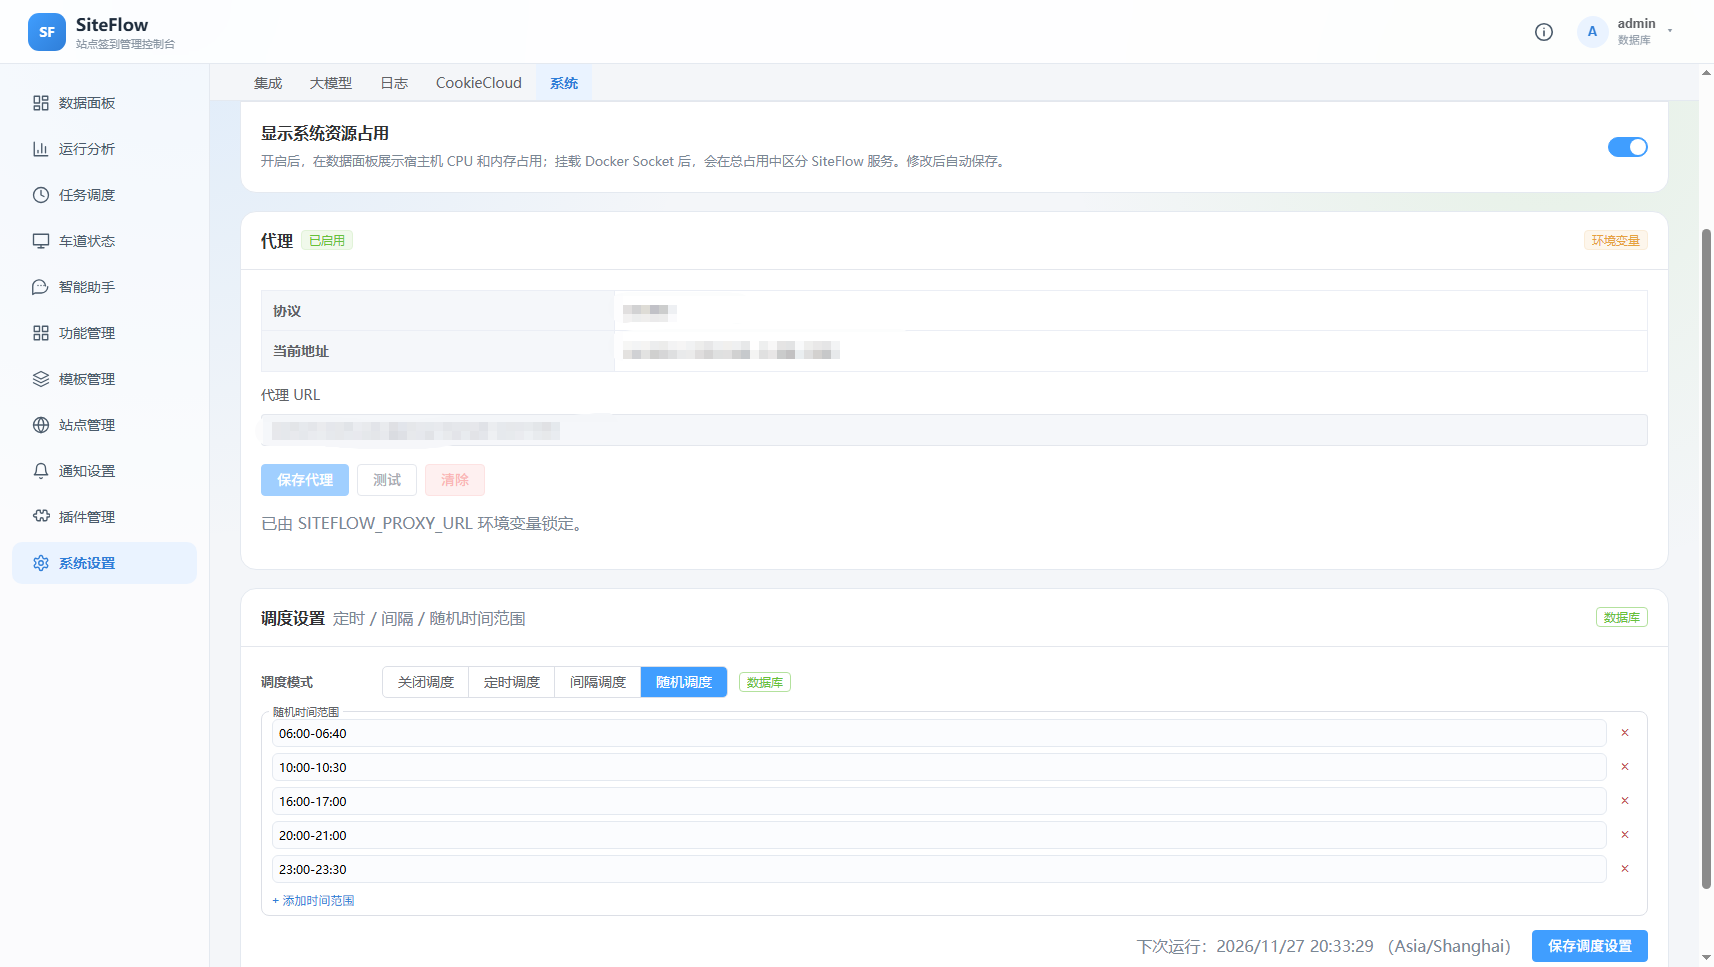 SF
SiteFlow
站点签到管理控制台
A
admin
数据库
数据面板
运行分析
任务调度
车道状态
智能助手
功能管理
模板管理
站点管理
通知设置
插件管理
系统设置
集成
大模型
日志
CookieCloud
系统
显示系统资源占用
开启后，在数据面板展示宿主机 CPU 和内存占用；挂载 Docker Socket 后，会在总占用中区分 SiteFlow 服务。修改后自动保存。
代理 已启用
环境变量
协议
当前地址
代理 URL
保存代理
测试
清除
已由 SITEFLOW_PROXY_URL 环境变量锁定。
调度设置 定时 / 间隔 / 随机时间范围
数据库
调度模式
关闭调度
定时调度
间隔调度
随机调度
数据库
随机时间范围
06:00-06:40 ×
10:00-10:30 ×
16:00-17:00 ×
20:00-21:00 ×
23:00-23:30 ×
+ 添加时间范围
下次运行：2026/11/27 20:33:29 （Asia/Shanghai）
保存调度设置